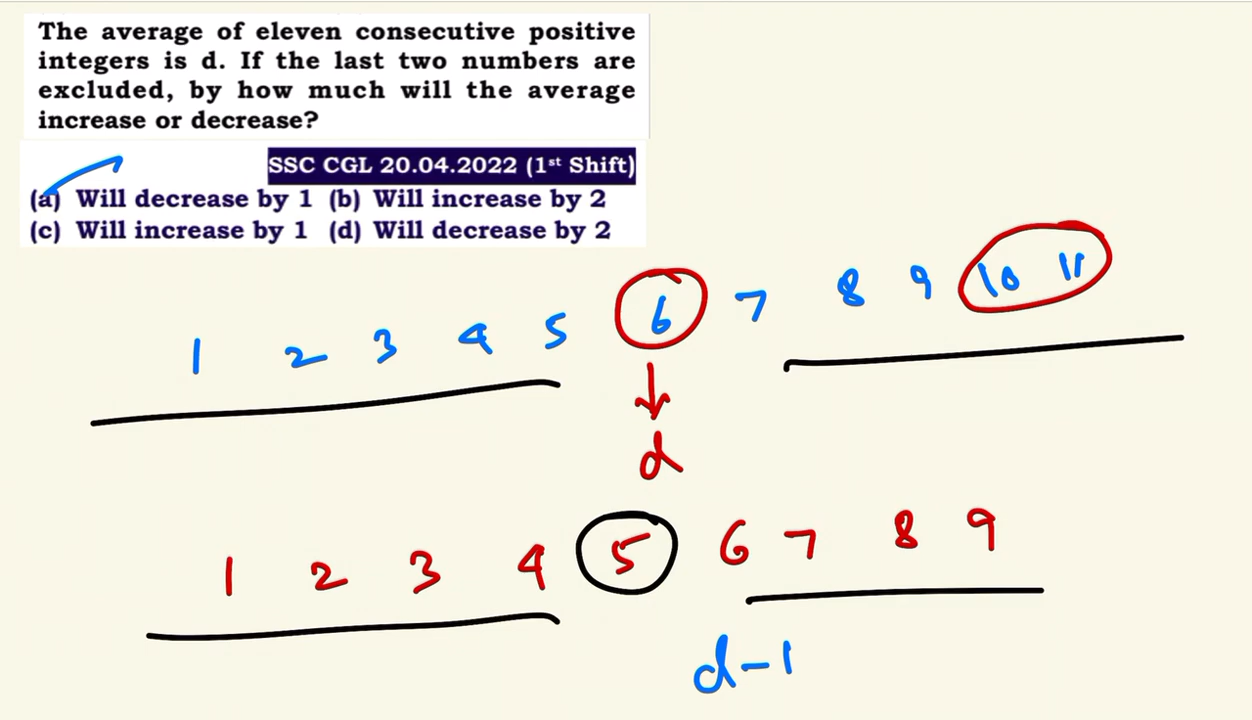 The average of eleven consecutive positive
integers is d. If the last two numbers are
excluded, by how much will the average
increase or decrease?
SSC CGL 20.04.2022 (1st Shift)
(a) Will decrease by 1 (b) Will increase by 2
(c) Will increase by 1 (d) Will decrease by 2
1 2 3 4 5 6 7 8 9 10 11
d
1 2 3 4 5 6 7 8 9
d-1